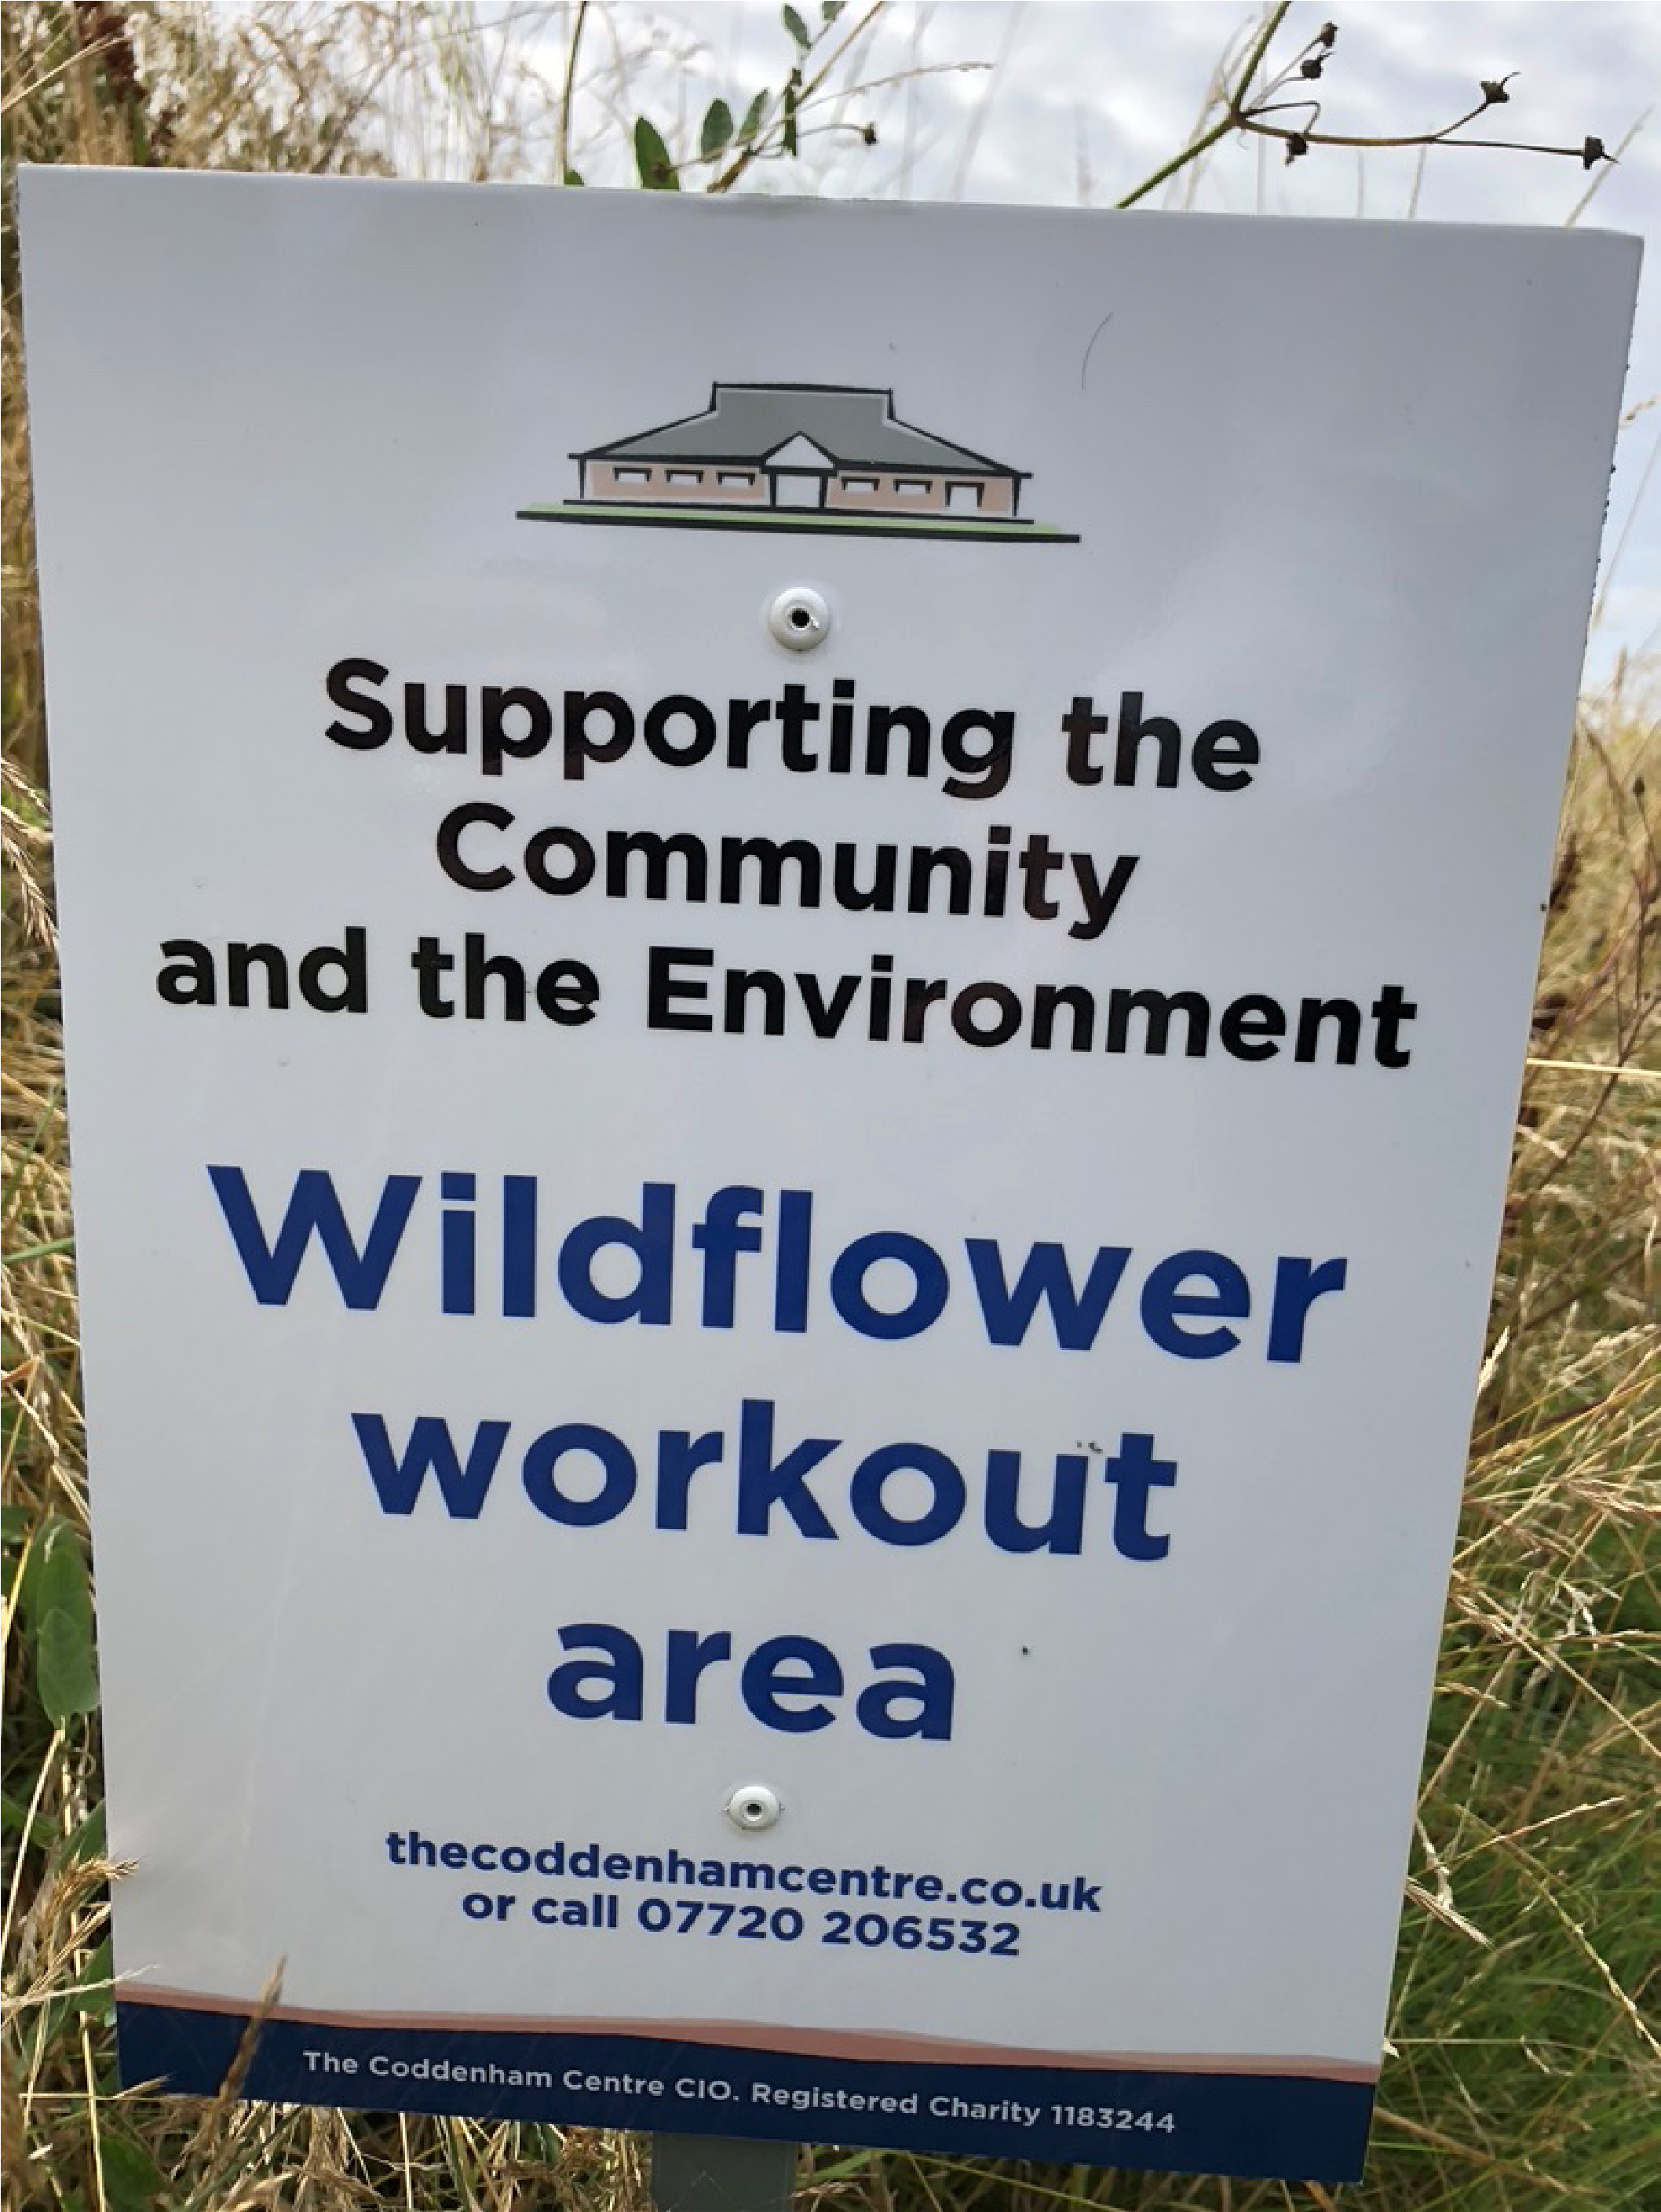 Supporting the
Community
and the Environment
Wildflower
workout
area
thecoddenhamcentre.co.uk
or call 07720 206532
The Coddenham Centre CIO. Registered Charity 1183244